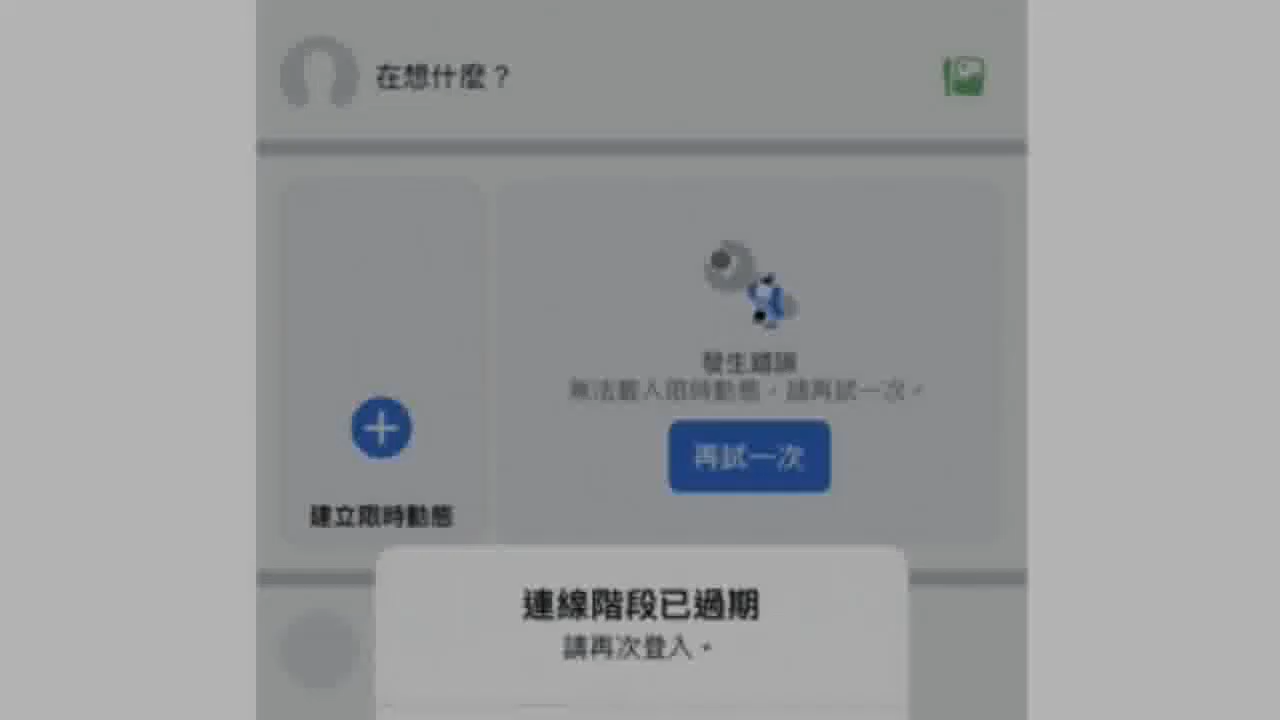 在想什麼？
發生錯誤
無法載入限時動態，請再試一次。
再試一次
建立限時動態
連線階段已過期
請再次登入。